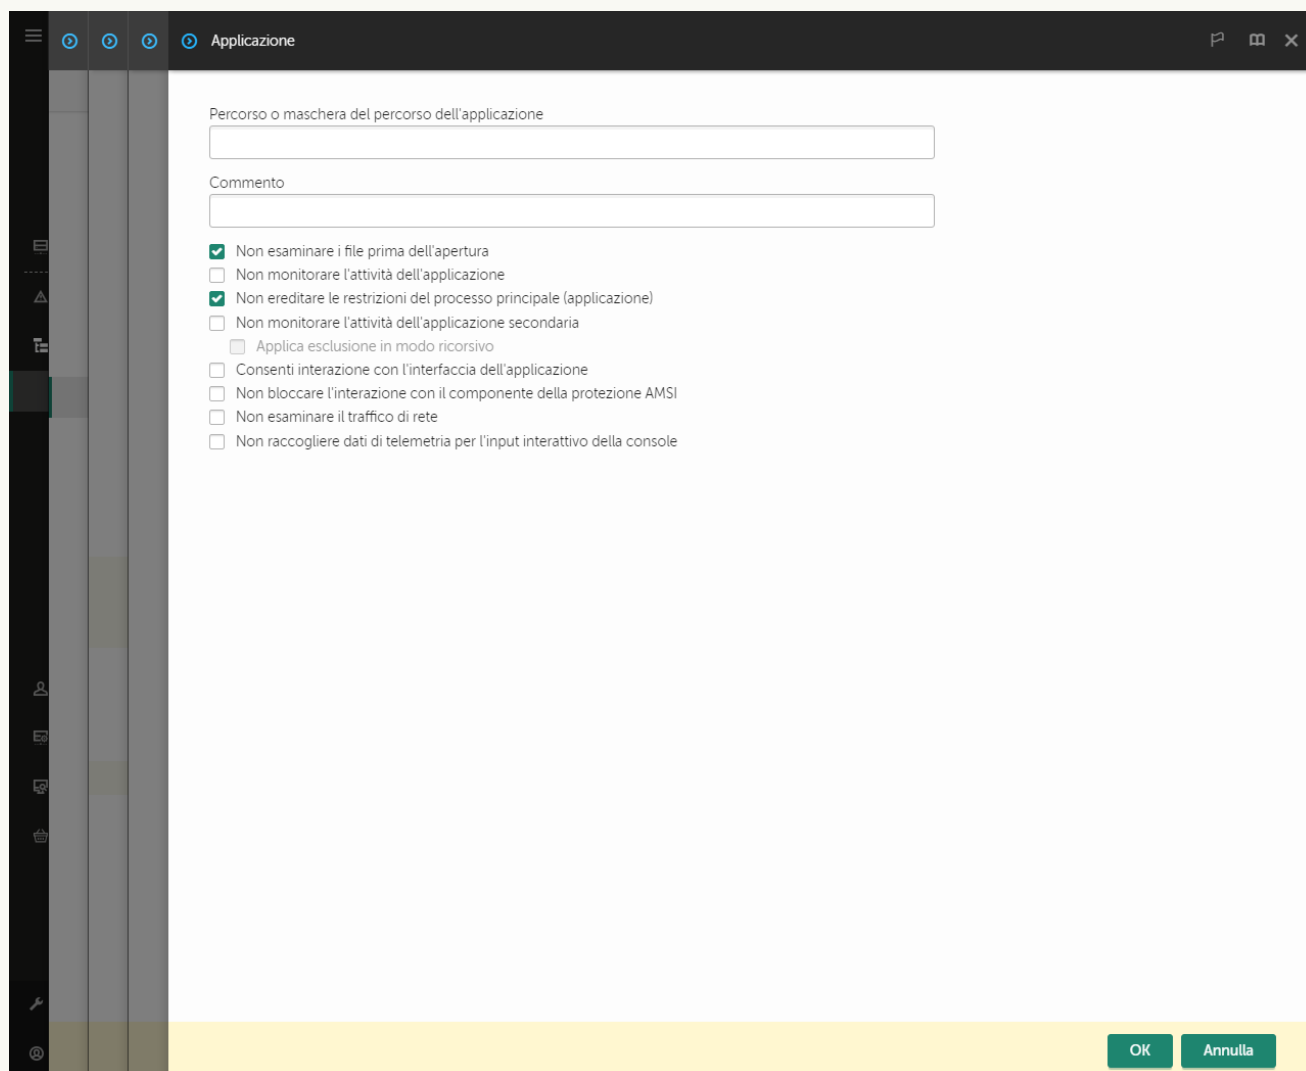 Applicazione
Percorso o maschera del percorso dell'applicazione
Commento
Non esaminare i file prima dell'apertura
Non monitorare l'attività dell'applicazione
Non ereditare le restrizioni del processo principale (applicazione)
Non monitorare l'attività dell'applicazione secondaria
Applica esclusione in modo ricorsivo
Consenti interazione con l'interfaccia dell'applicazione
Non bloccare l'interazione con il componente della protezione AMSI
Non esaminare il traffico di rete
Non raccogliere dati di telemetria per l'input interattivo della console
OK Annulla